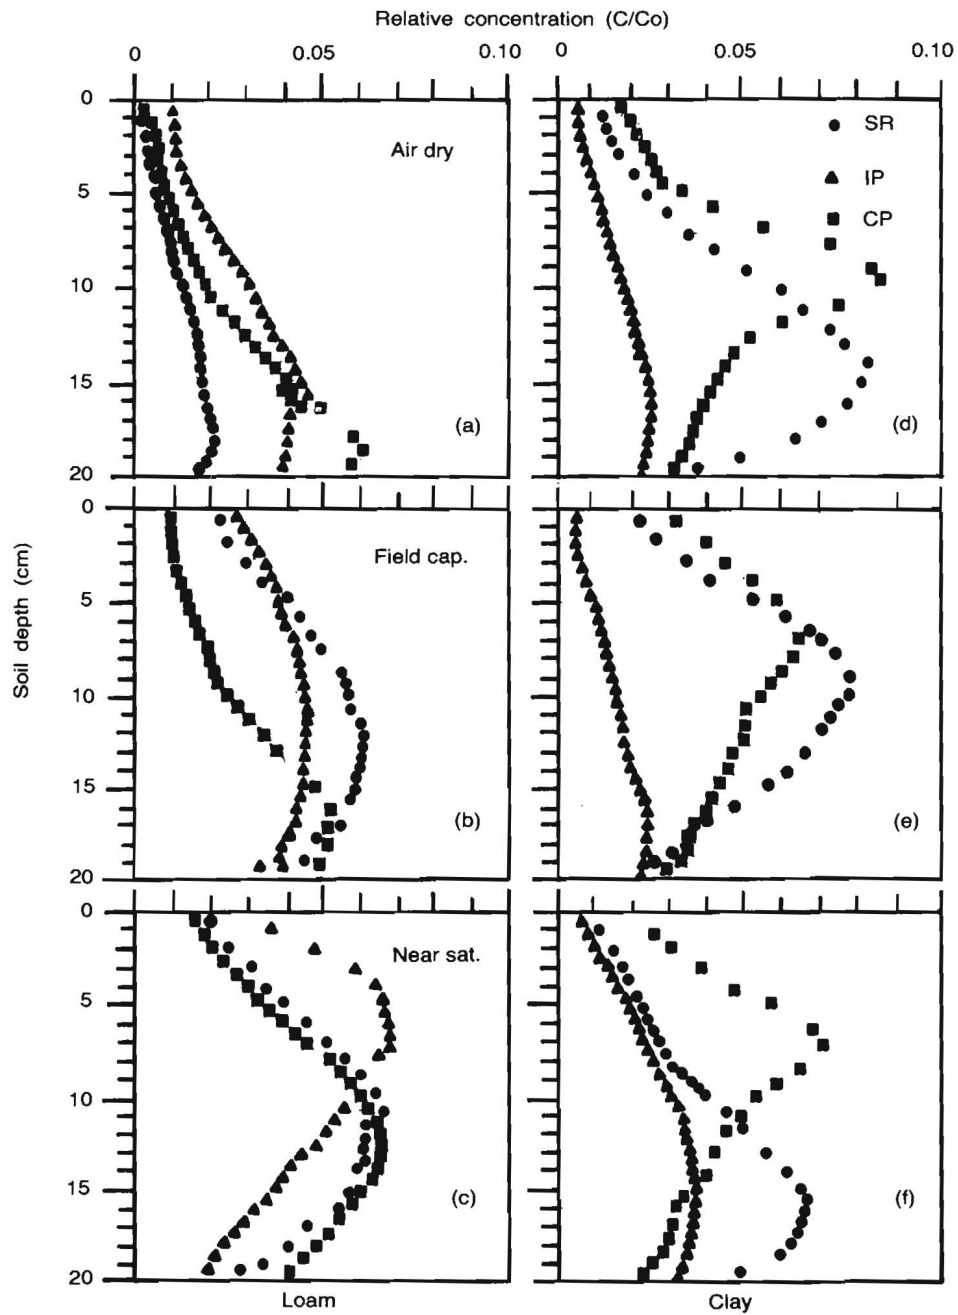 Relative concentration (C/Co)
0 0.05 0.10 0 0.05 0.10
0
5
10
15
20
Air dry
(a)
SR
IP
CP
(d)
0
5
10
15
20
Field cap.
(b)
(e)
Soil depth (cm)
0
5
10
15
20
Near sat.
(c)
(f)
Loam Clay